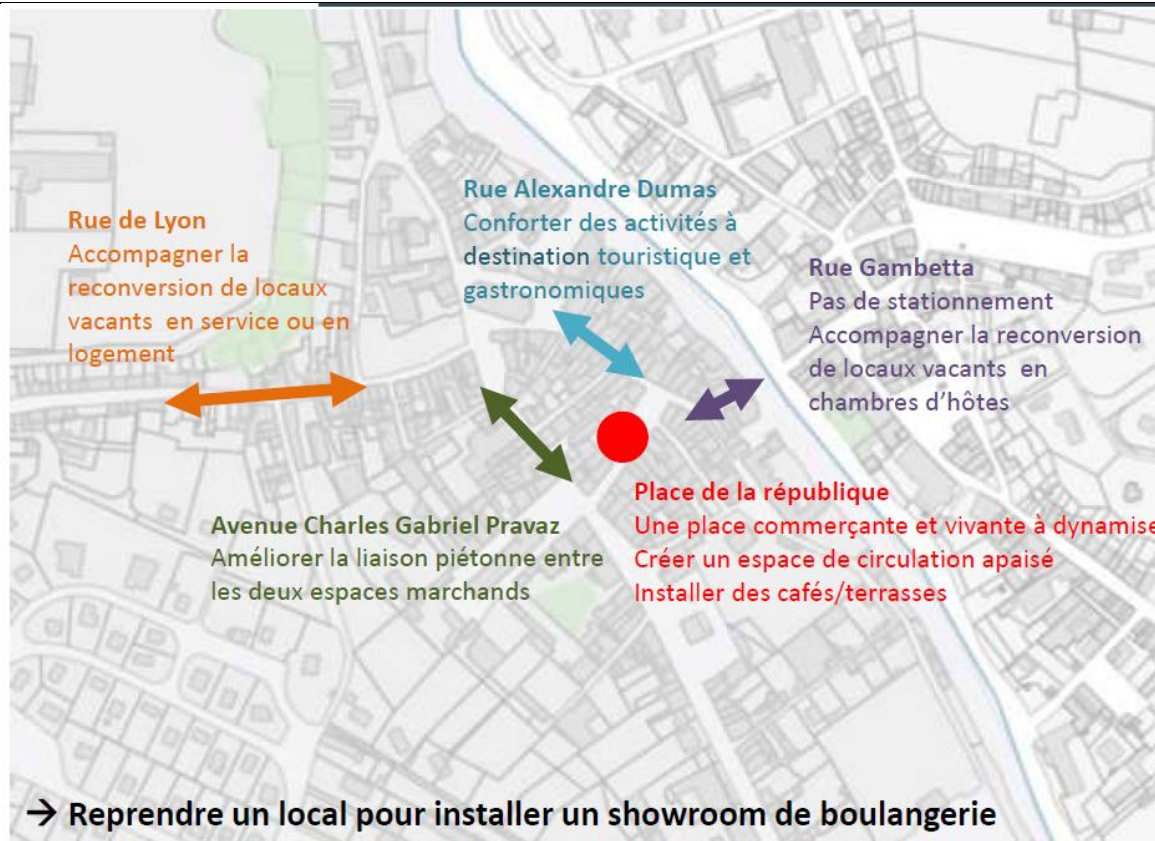 Rue de Lyon
Accompagner la
reconversion de locaux
vacants en service ou en
logement
Rue Alexandre Dumas
Conforter des activités à
destination touristique et
gastronomiques
Rue Gambetta
Pas de stationnement
Accompagner la reconversion
de locaux vacants en
chambres d’hôtes
Avenue Charles Gabriel Pravaz
Améliorer la liaison piétonne entre
les deux espaces marchands
Place de la république
Une place commerçante et vivante à dynamise
Créer un espace de circulation apaisé
Installer des cafés/terrasses
→ Reprendre un local pour installer un showroom de boulangerie